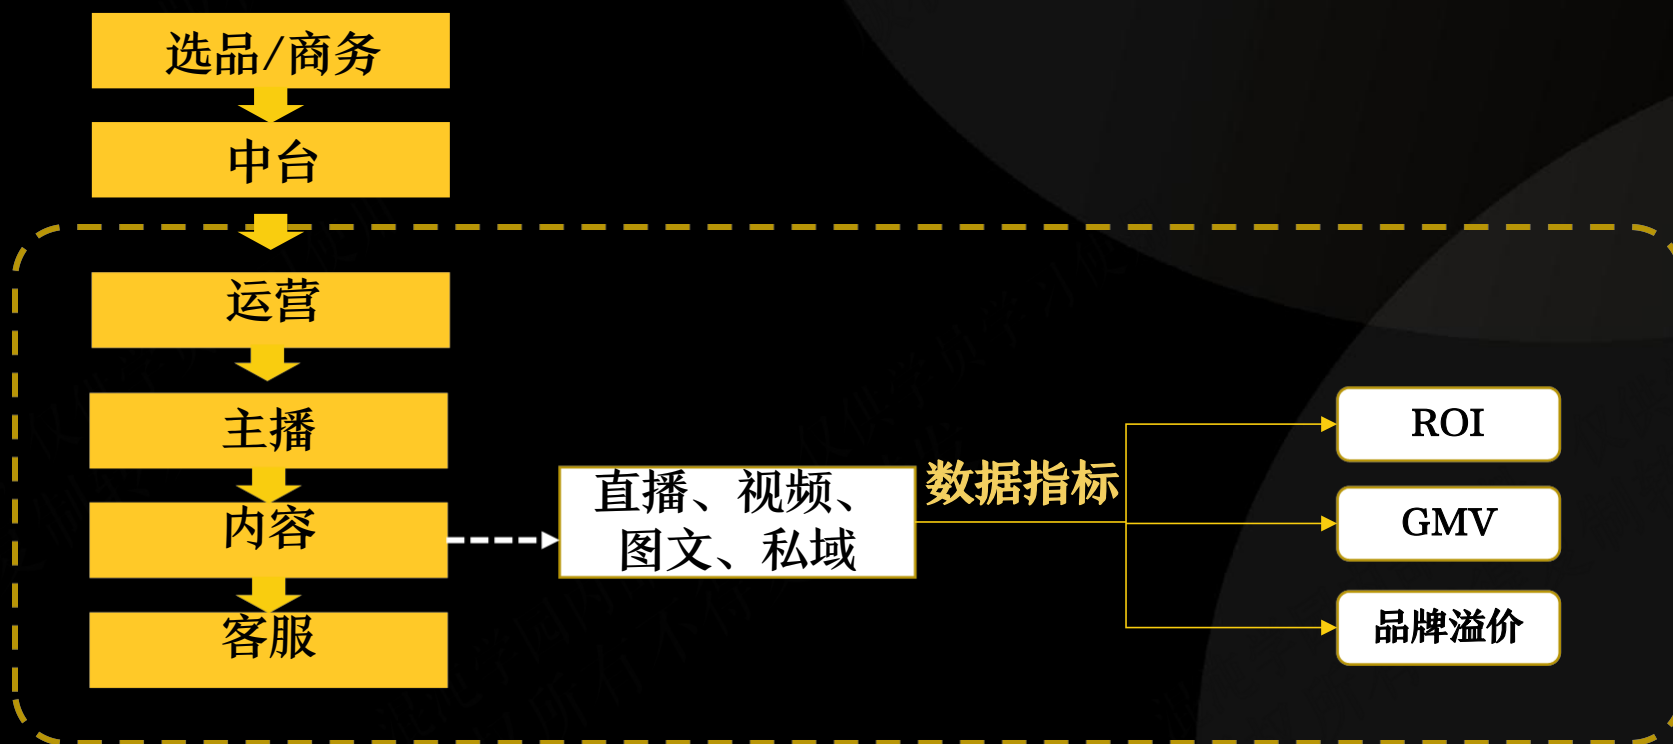 选品/商务
中台
运营
主播
内容
客服
直播、视频、
图文、私域
数据指标
ROI
GMV
品牌溢价